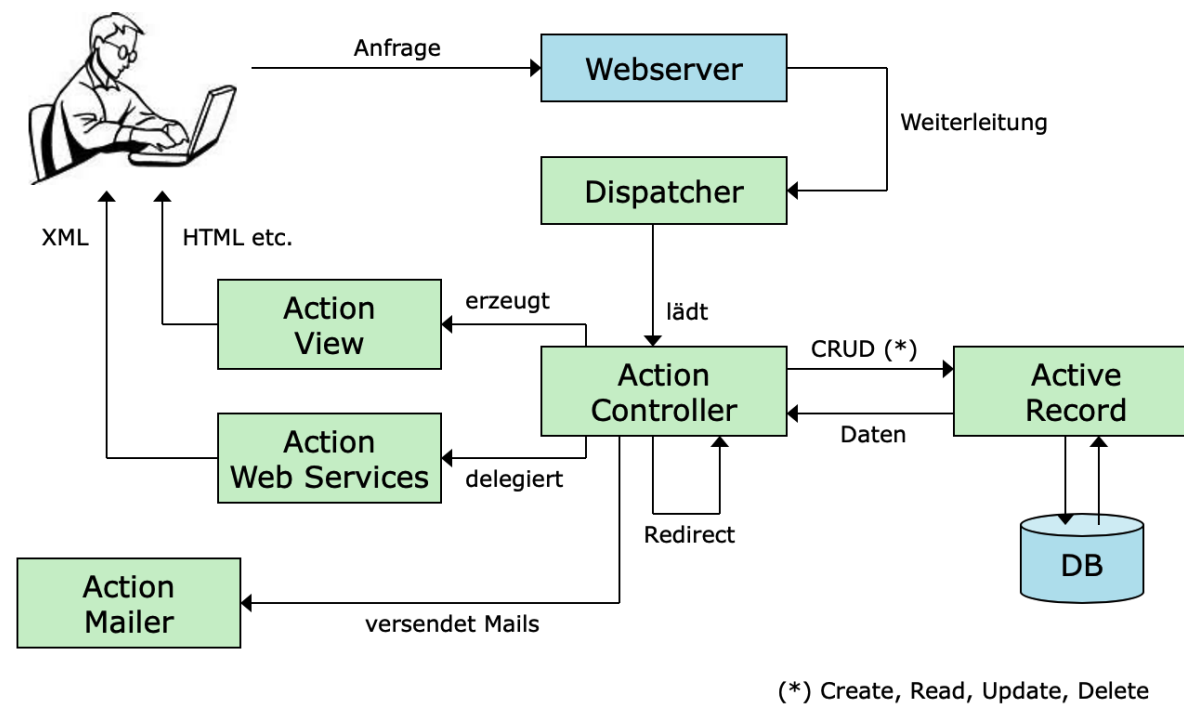 Anfrage
Webserver
Weiterleitung
Dispatcher
XML
HTML etc.
Action
View
erzeugt
lädt
CRUD (*)
Action
Controller
Active
Record
Daten
Action
Web Services
delegiert
Redirect
DB
Action
Mailer
versendet Mails
(*) Create, Read, Update, Delete